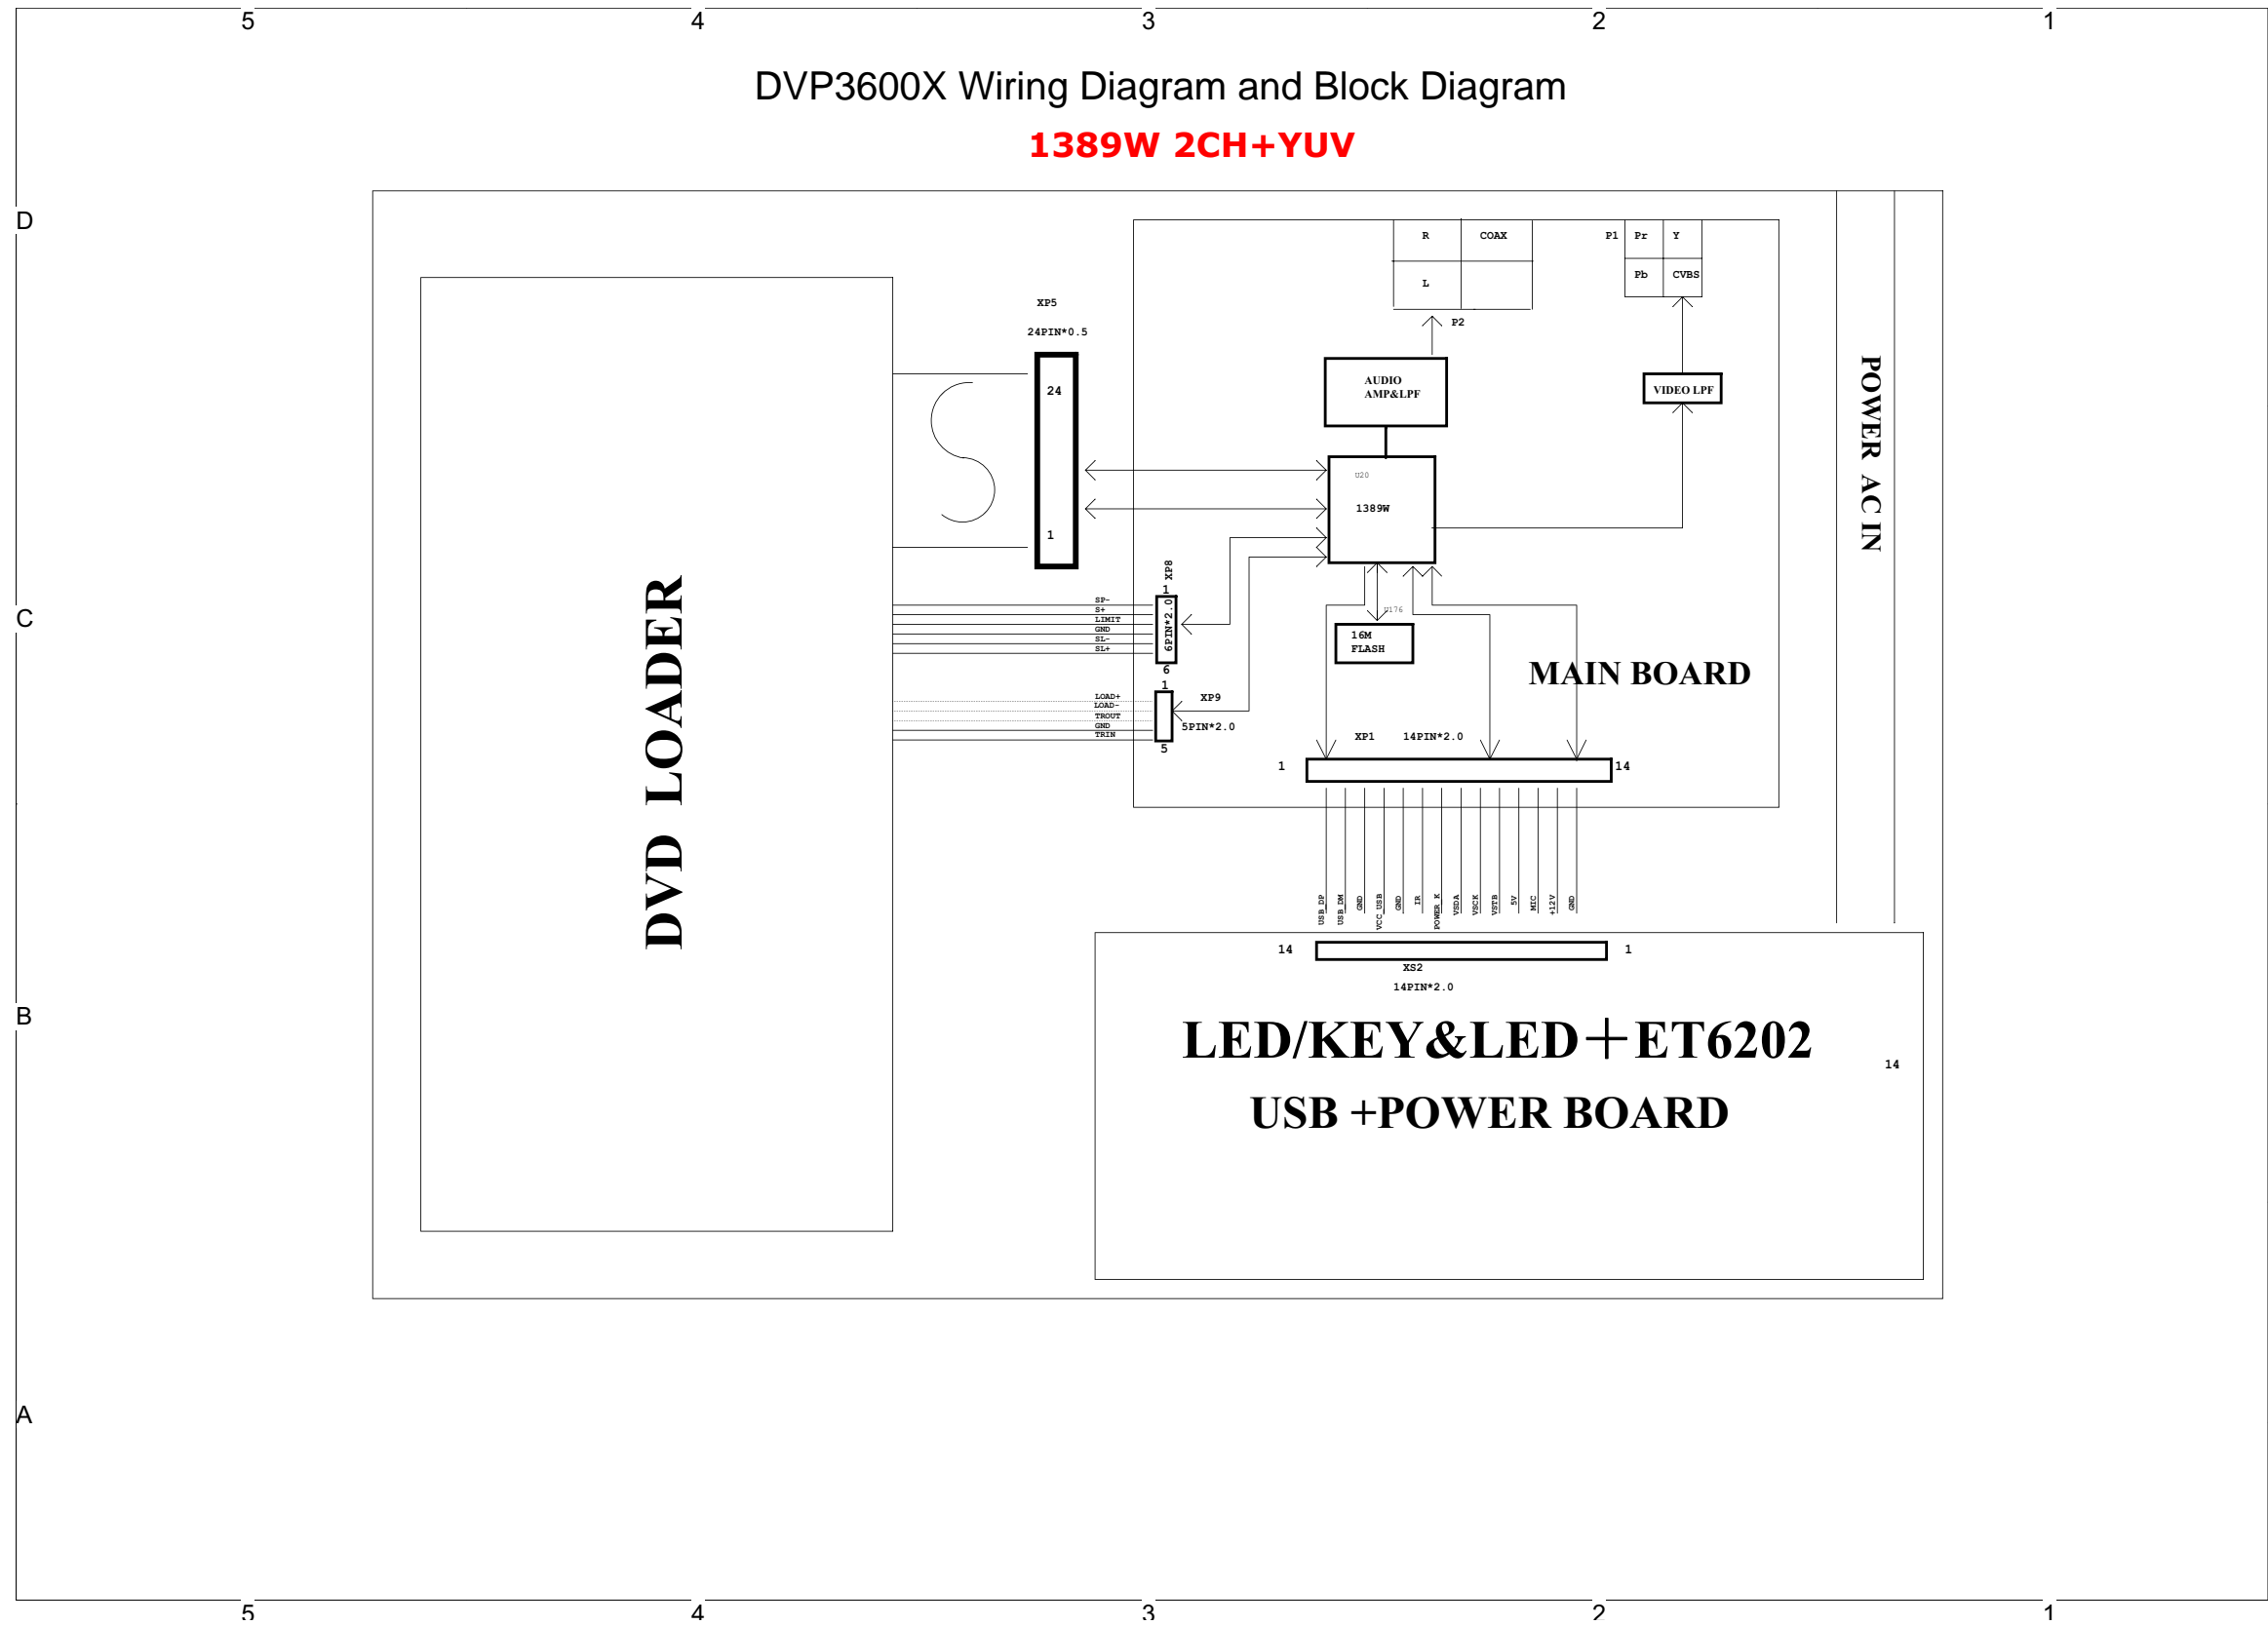 5 4 3 2 1
DVP3600X Wiring Diagram and Block Diagram
1389W 2CH+YUV
D
R COAX
L
P1 Pr Y
Pb CVBS
P2
XP5
24PIN*0.5
24
1
AUDIO
AMP&LPF
VIDEO LPF
POWER AC IN
U20
1389W
DVD LOADER
C
XP8
1
6PIN*2.0
6
SP-
S+
LIMIT
GND
SL-
SL+
U176
16M
FLASH
MAIN BOARD
1
XP9
5PIN*2.0
5
LOAD+
LOAD-
TROUT
GND
TRIN
XP1 14PIN*2.0
1 14
USB_DP
USB_DM
GND
VCC_USB
GND
IR
POWER_K
VSDA
VSCK
VSTB
5V
MIC
+12V
GND
14 1
XS2
14PIN*2.0
B
LED/KEY&LED+ET6202
14
USB +POWER BOARD
A
5 4 3 2 1